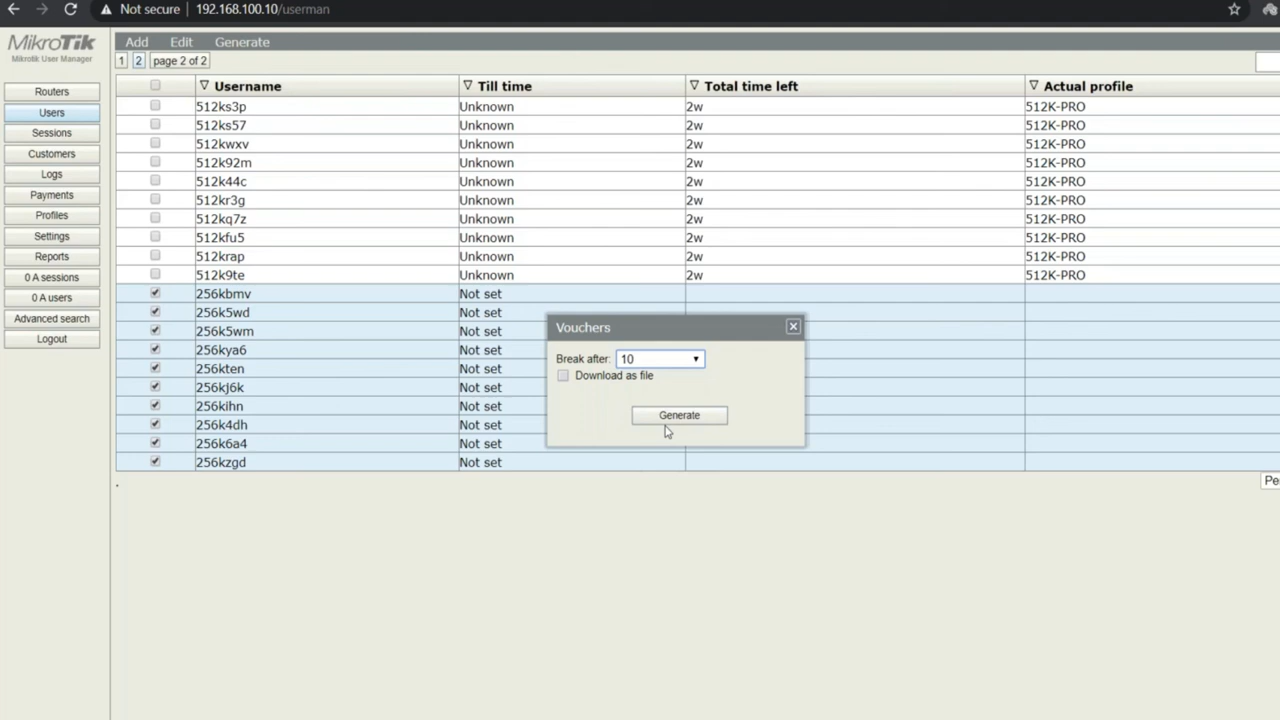 Not secure | 192.168.100.10/userman
MikroTik
Mikrotik User Manager
Add Edit Generate
1 2 page 2 of 2
Routers
Users
Sessions
Customers
Logs
Payments
Profiles
Settings
Reports
0 A sessions
0 A users
Advanced search
Logout
Username Till time Total time left Actual profile
512ks3p Unknown 2w 512K-PRO
512ks57 Unknown 2w 512K-PRO
512kwxv Unknown 2w 512K-PRO
512k92m Unknown 2w 512K-PRO
512k44c Unknown 2w 512K-PRO
512kr3g Unknown 2w 512K-PRO
512kq7z Unknown 2w 512K-PRO
512kfu5 Unknown 2w 512K-PRO
512krap Unknown 2w 512K-PRO
512k9te Unknown 2w 512K-PRO
256kbmv Not set
256k5wd Not set
256k5wm Not set
256kya6 Not set
256kten Not set
256kj6k Not set
256kihn Not set
256k4dh Not set
256k6a4 Not set
256kzgd Not set
Vouchers
Break after: 10
Download as file
Generate
Pe